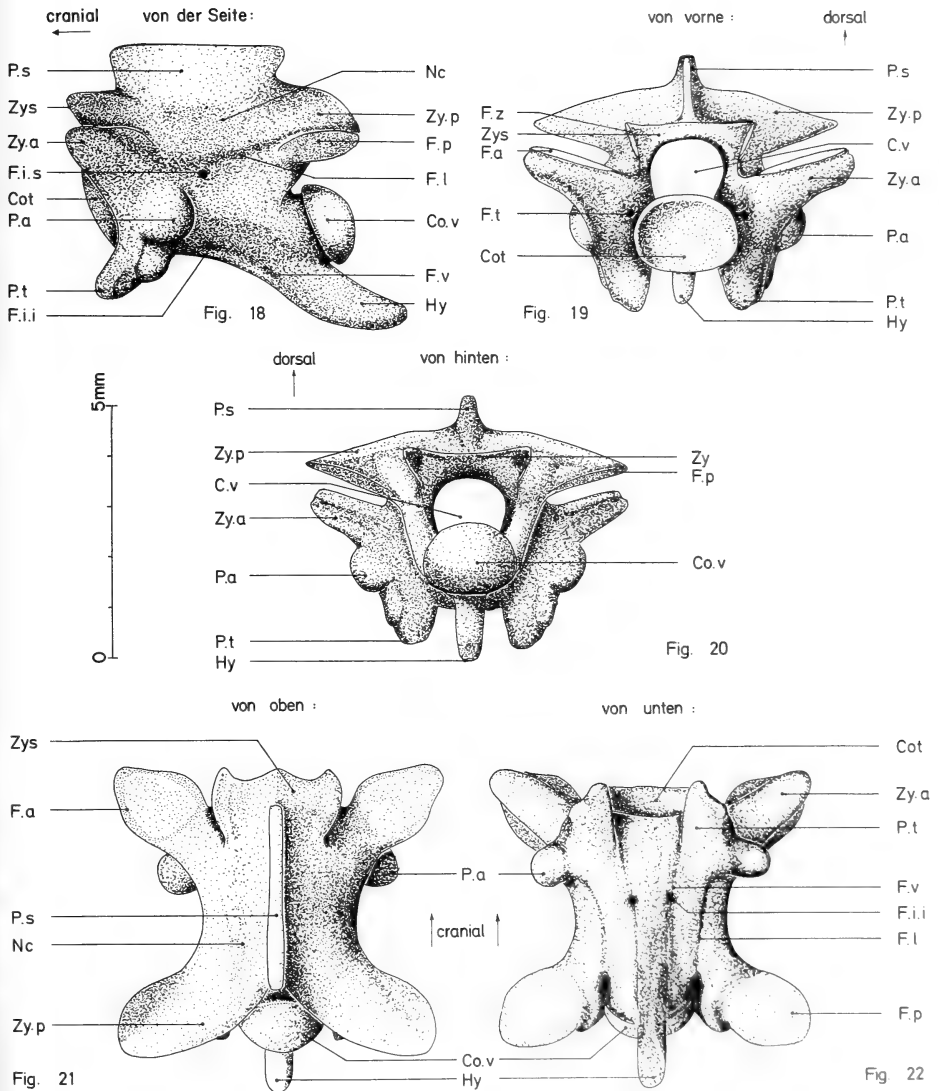 cranial von der Seite:
P.s
Zys
Zy.a
F.i.s
Cot
P.a
P.t
F.i.i
Nc
Zy.p
F.p
F.l
Co.v
F.v
Hy
Fig. 18
von vorne: dorsal
F.z
Zys
F.a
F.t
Cot
P.s
Zy.p
C.v
Zy.a
P.a
P.t
Hy
Fig. 19
dorsal von hinten:
5mm
0
P.s
Zy.p
C.v
Zy.a
P.a
P.t
Hy
Zy
F.p
Co.v
Fig. 20
von oben:
Zys
F.a
P.s
Nc
Zy.p
P.a
cranial
Co.v
Hy
Fig. 21
von unten:
Cot
Zy.a
P.t
F.v
F.i.i
F.l
F.p
Fig. 22